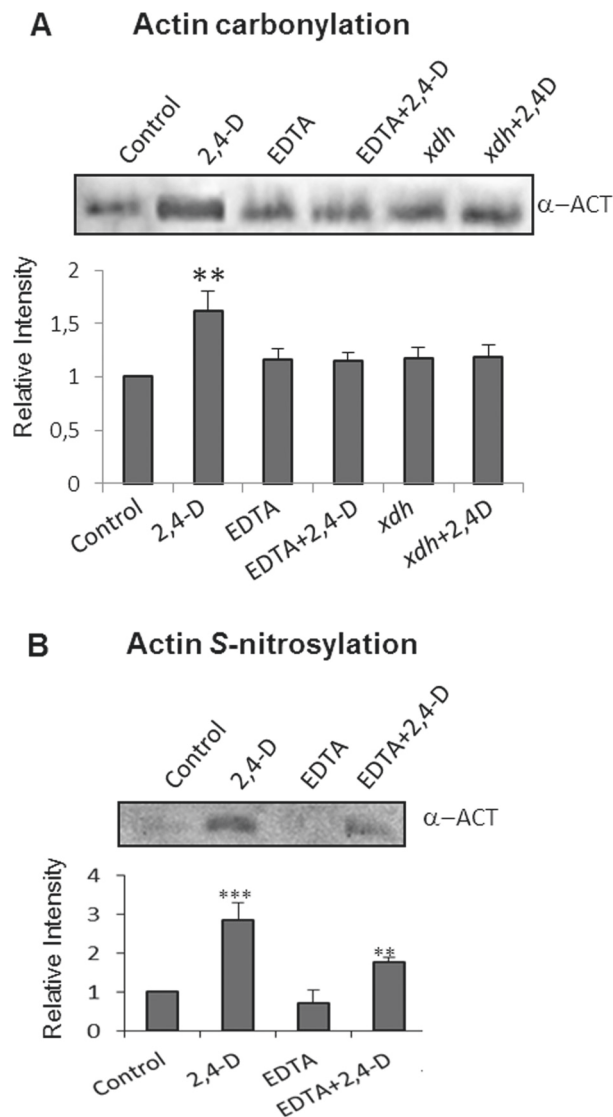 A Actin carbonylation
Control 2,4-D EDTA EDTA+2,4-D xdh xdh+2,4D
α−ACT
**
2
1,5
1
0,5
0
Relative Intensity
Control 2,4-D EDTA EDTA+2,4-D xdh xdh+2,4D
B Actin S-nitrosylation
Control 2,4-D EDTA EDTA+2,4-D
α−ACT
***
**
4
3
2
1
0
Relative Intensity
Control 2,4-D EDTA EDTA+2,4-D